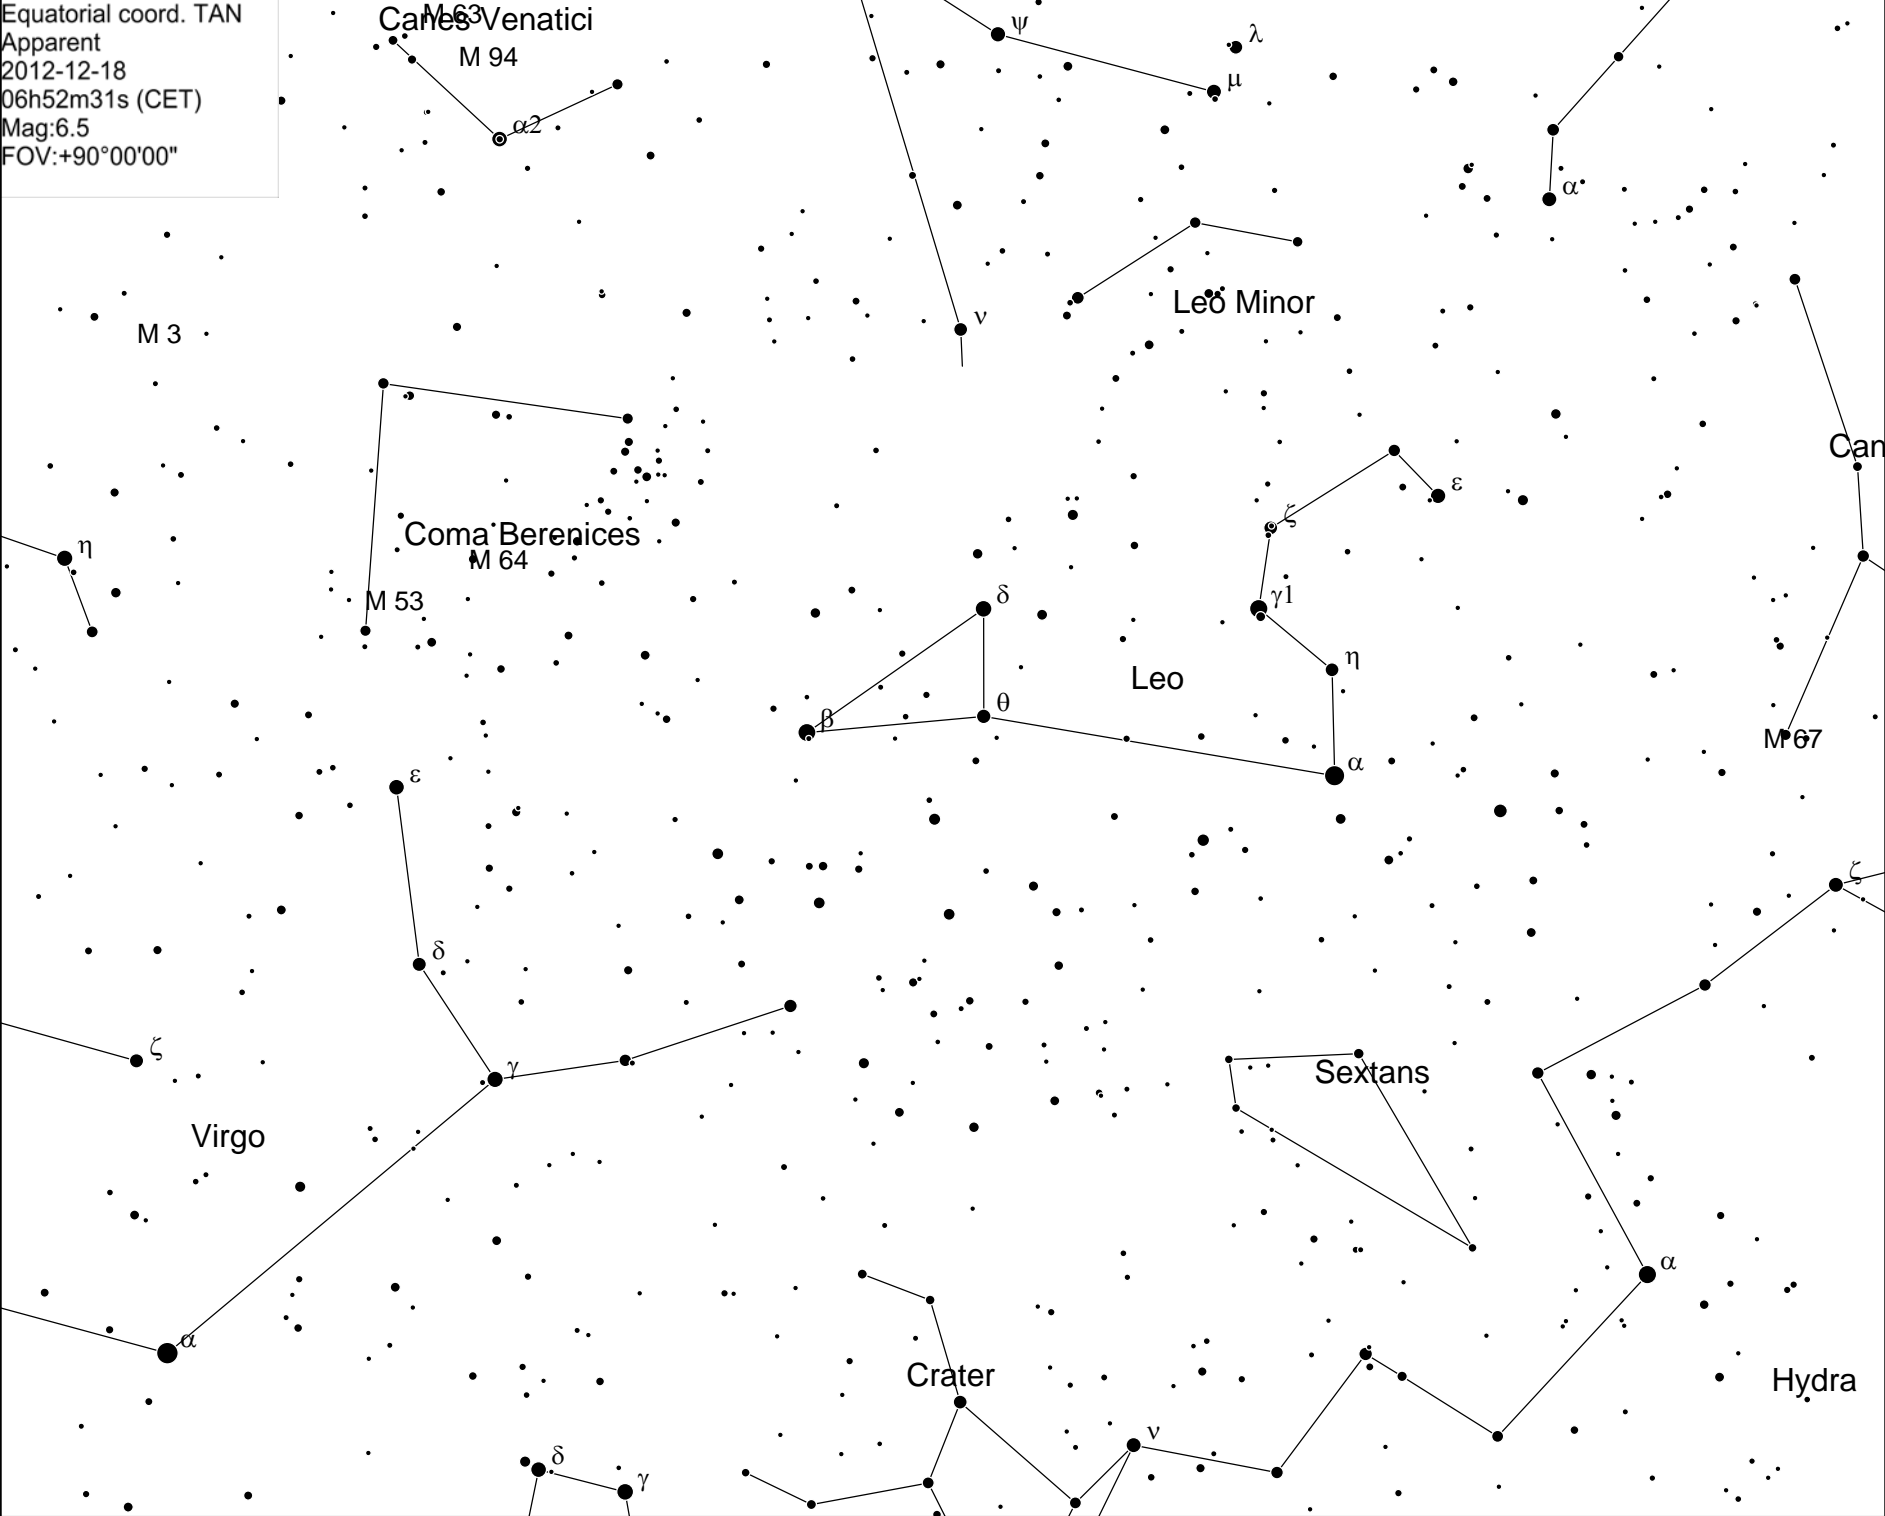 Equatorial coord. TAN
Apparent
2012-12-18
06h52m31s (CET)
Mag:6.5
FOV:+90°00'00"
M 63
Canes Venatici
M 94
α2
ψ
λ
μ
α
Leo Minor
ν
M 3
Can
ε
ζ
Coma Berenices
M 64
η
M 53
δ
γ1
η
Leo
θ
β
M 67
α
ε
ζ
δ
ζ
γ
Sextans
Virgo
α
α
Crater
Hydra
ν
δ
γ